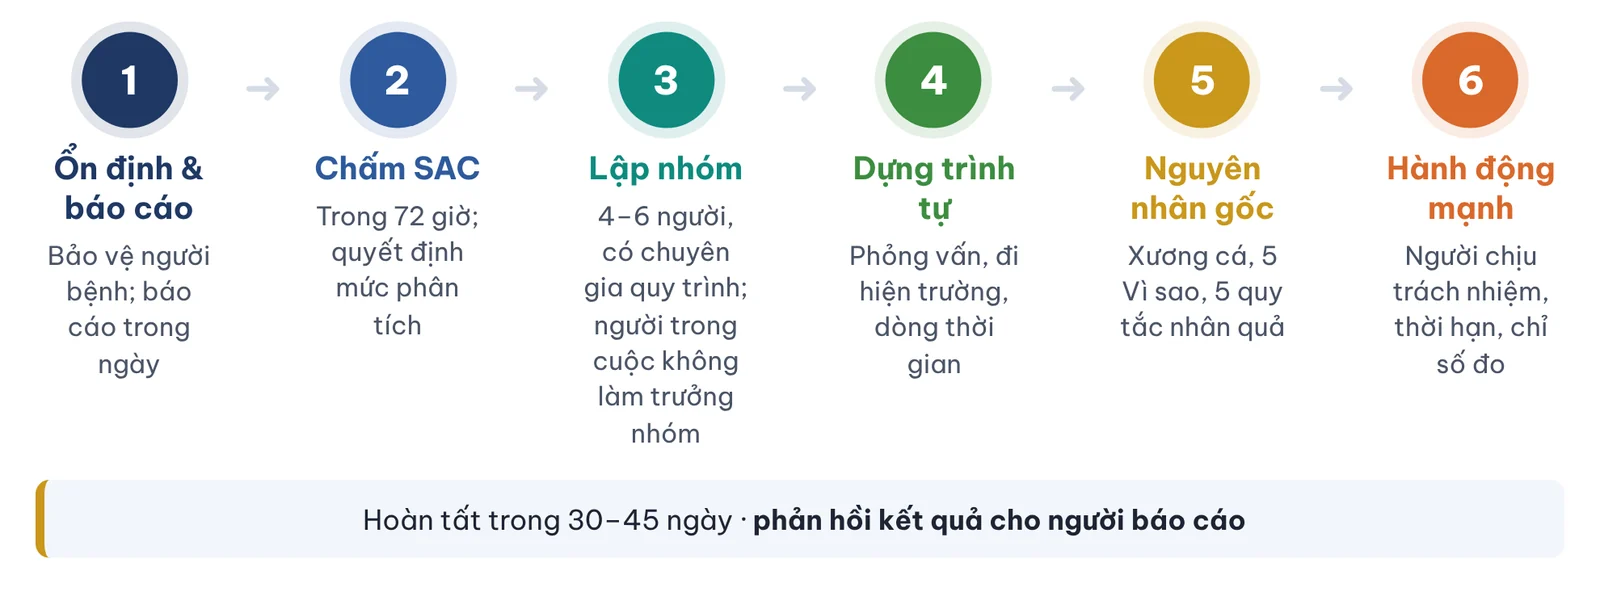 1
Ổn định &
báo cáo
Bảo vệ người
bệnh; báo
cáo trong
ngày
2
Chấm SAC
Trong 72 giờ;
quyết định
mức phân
tích
3
Lập nhóm
4–6 người,
có chuyên
gia quy trình;
người trong
cuộc không
làm trưởng
nhóm
4
Dựng trình
tự
Phỏng vấn, đi
hiện trường,
dòng thời
gian
5
Nguyên
nhân gốc
Xương cá, 5
Vì sao, 5 quy
tắc nhân quả
6
Hành động
mạnh
Người chịu
trách nhiệm,
thời hạn, chỉ
số đo
Hoàn tất trong 30–45 ngày · phản hồi kết quả cho người báo cáo